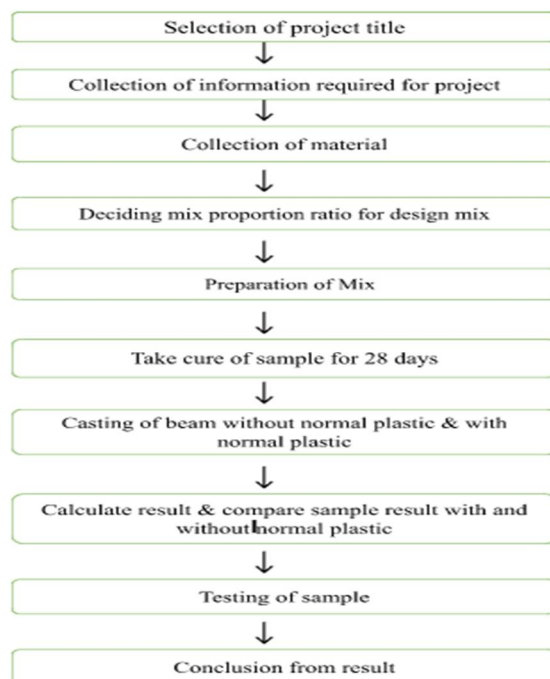 Selection of project title
Collection of information required for project
Collection of material
Deciding mix proportion ratio for design mix
Preparation of Mix
Take cure of sample for 28 days
Casting of beam without normal plastic & with
normal plastic
Calculate result & compare sample result with and
without normal plastic
Testing of sample
Conclusion from result